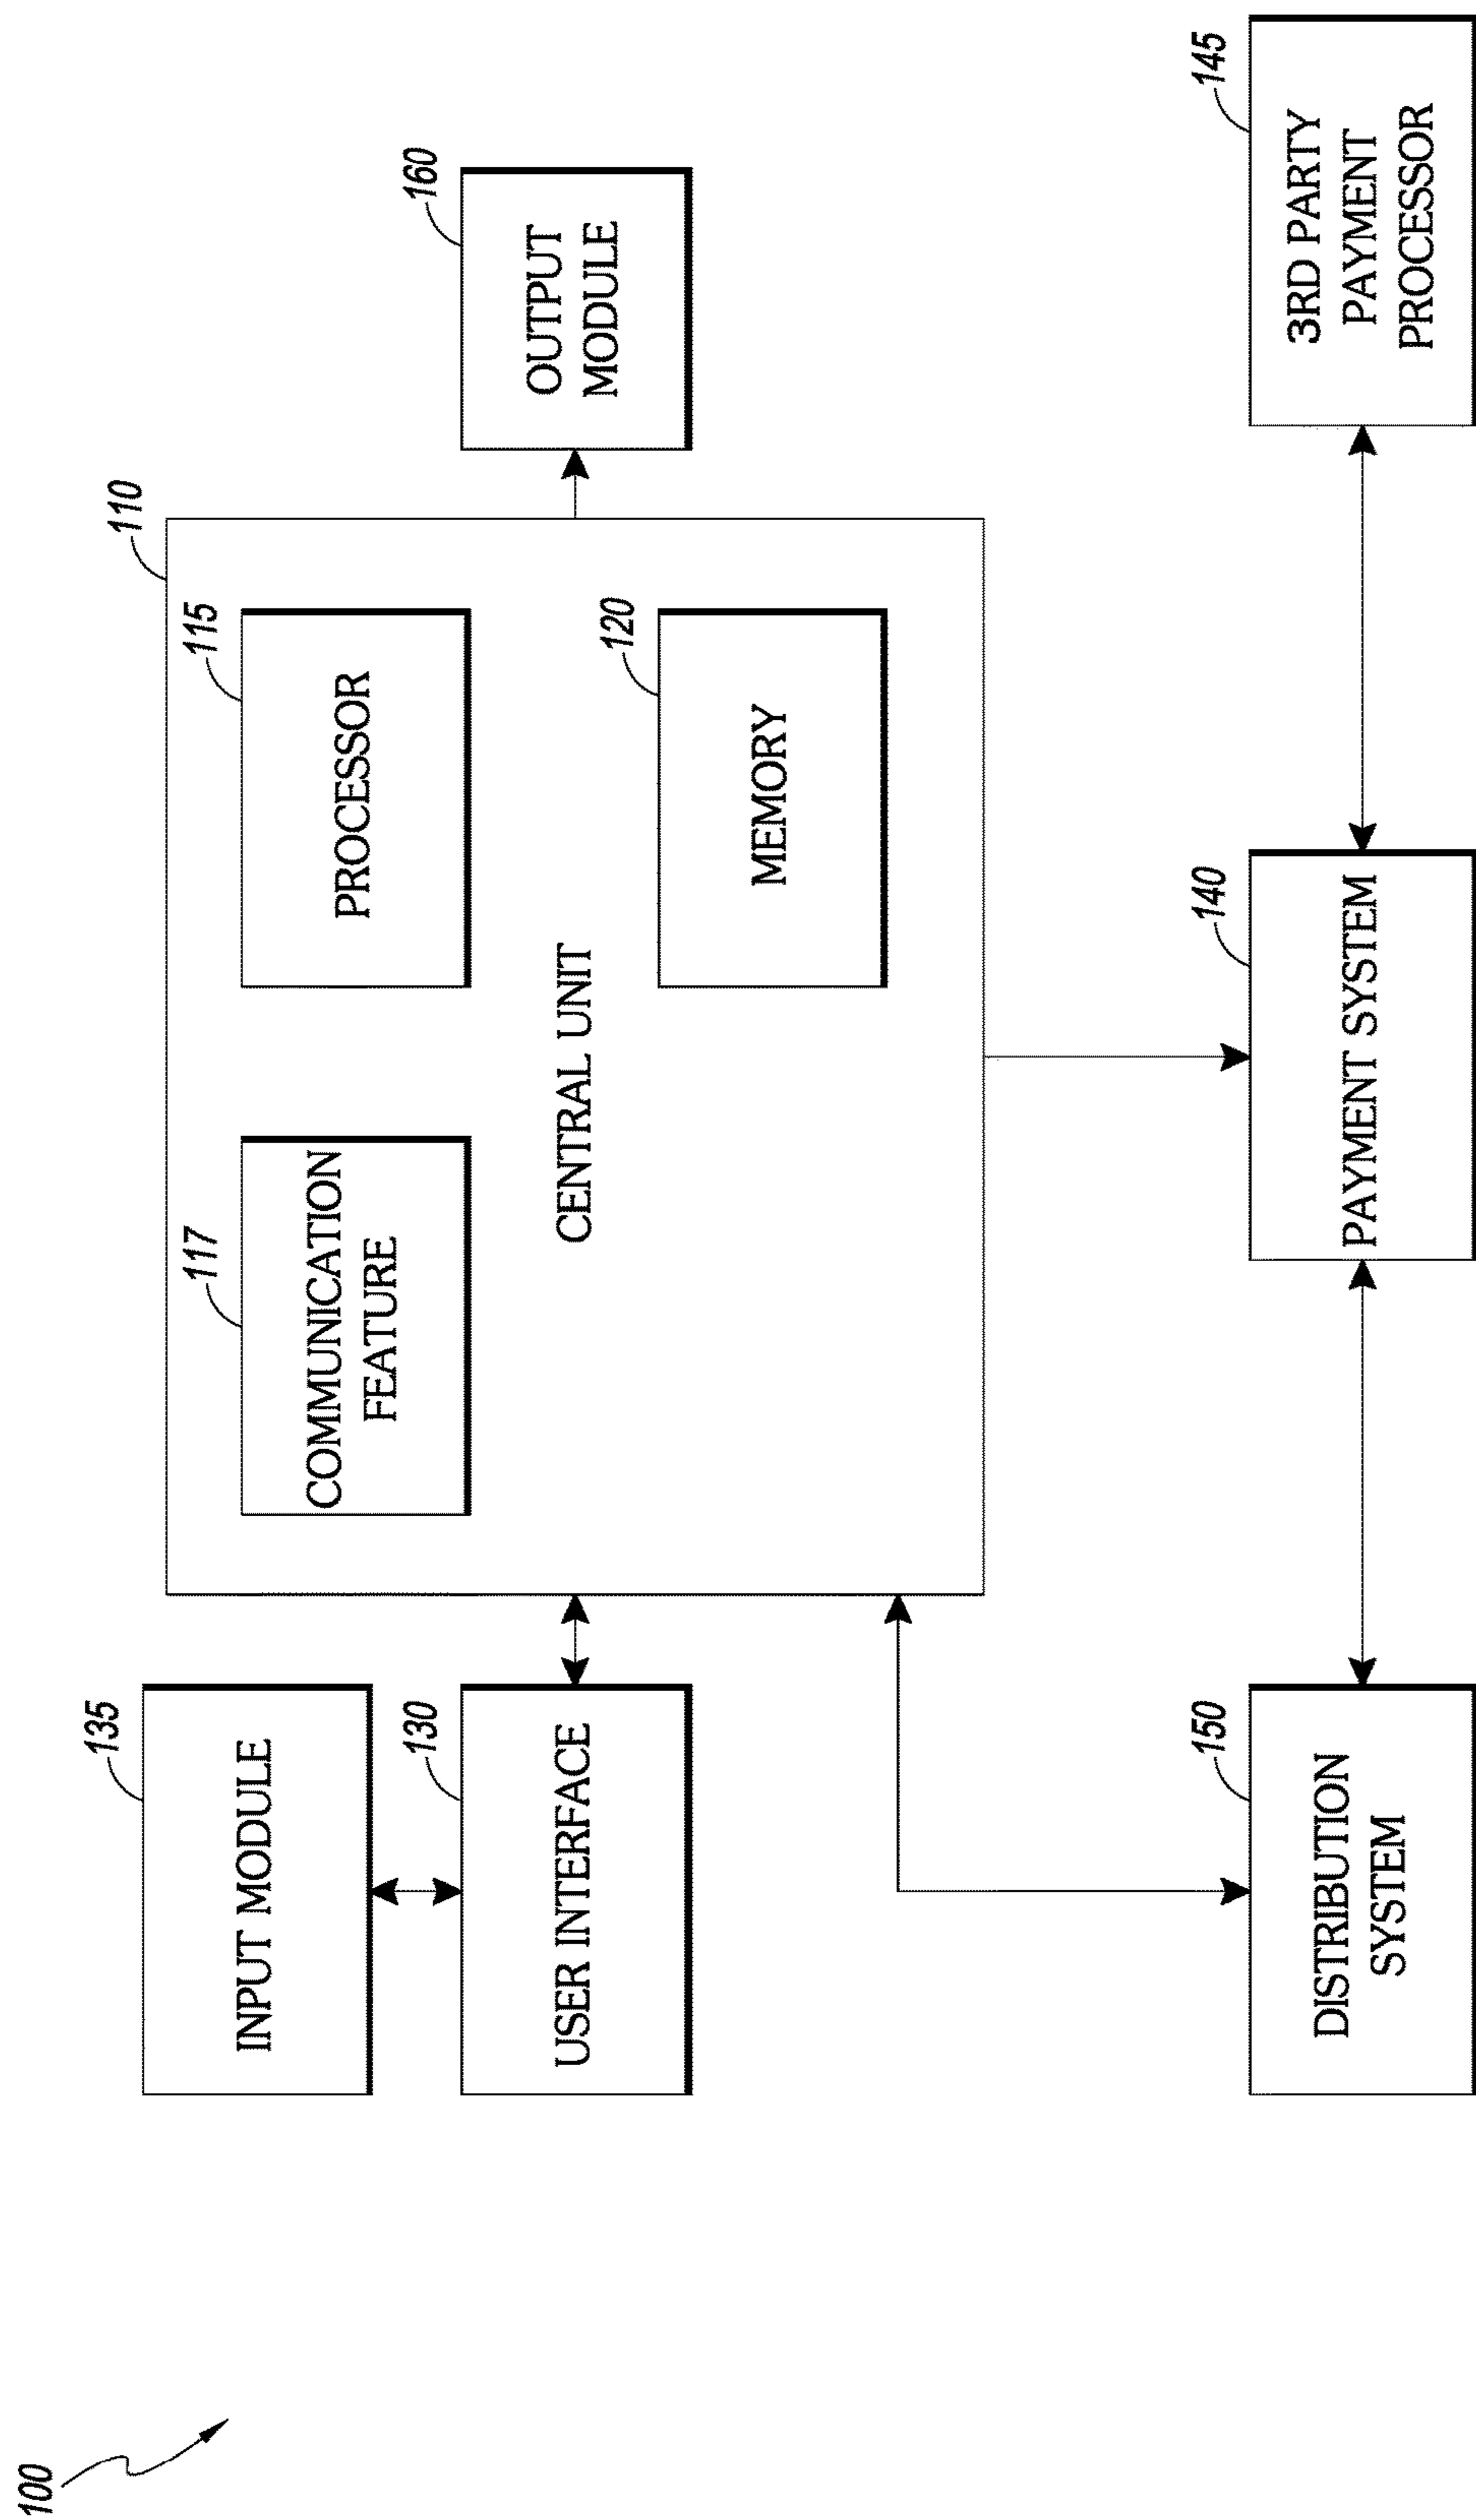 100
135
INPUT MODULE
130
USER INTERFACE
110
117
COMMUNICATION
FEATURE
115
PROCESSOR
CENTRAL UNIT
120
MEMORY
160
OUTPUT
MODULE
150
DISTRIBUTION
SYSTEM
140
PAYMENT SYSTEM
145
3RD PARTY
PAYMENT
PROCESSOR